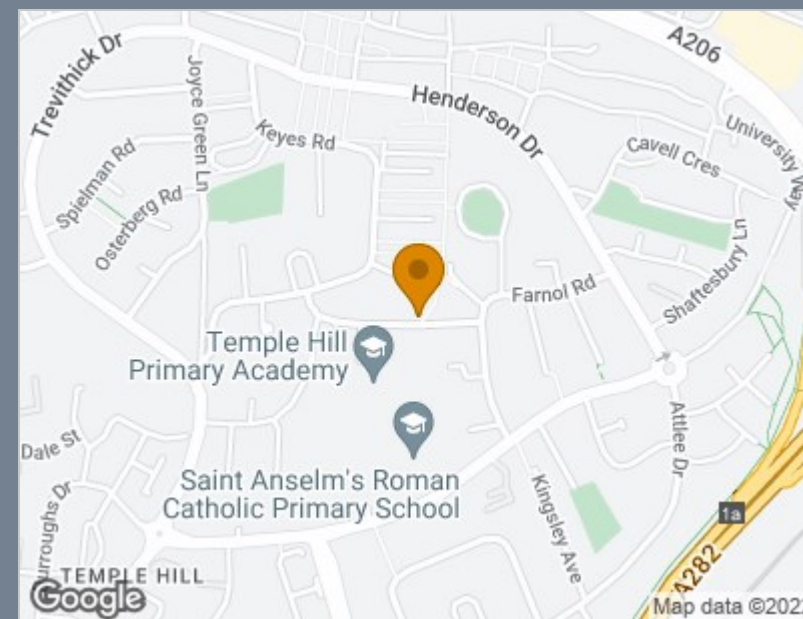 A206
Trevithick Dr
Joyce Green Ln
Henderson Dr
Keyes Rd
University Way
Cavell Cres
Spielman Rd
Osterberg Rd
Shaftesbury Ln
Farnol Rd
Temple Hill
Primary Academy
Attlee Dr
Dale St
Saint Anselm's Roman
Catholic Primary School
Kingsley Ave
1a
A282
urroughs Dr
TEMPLE HILL
Google
Map data ©2022